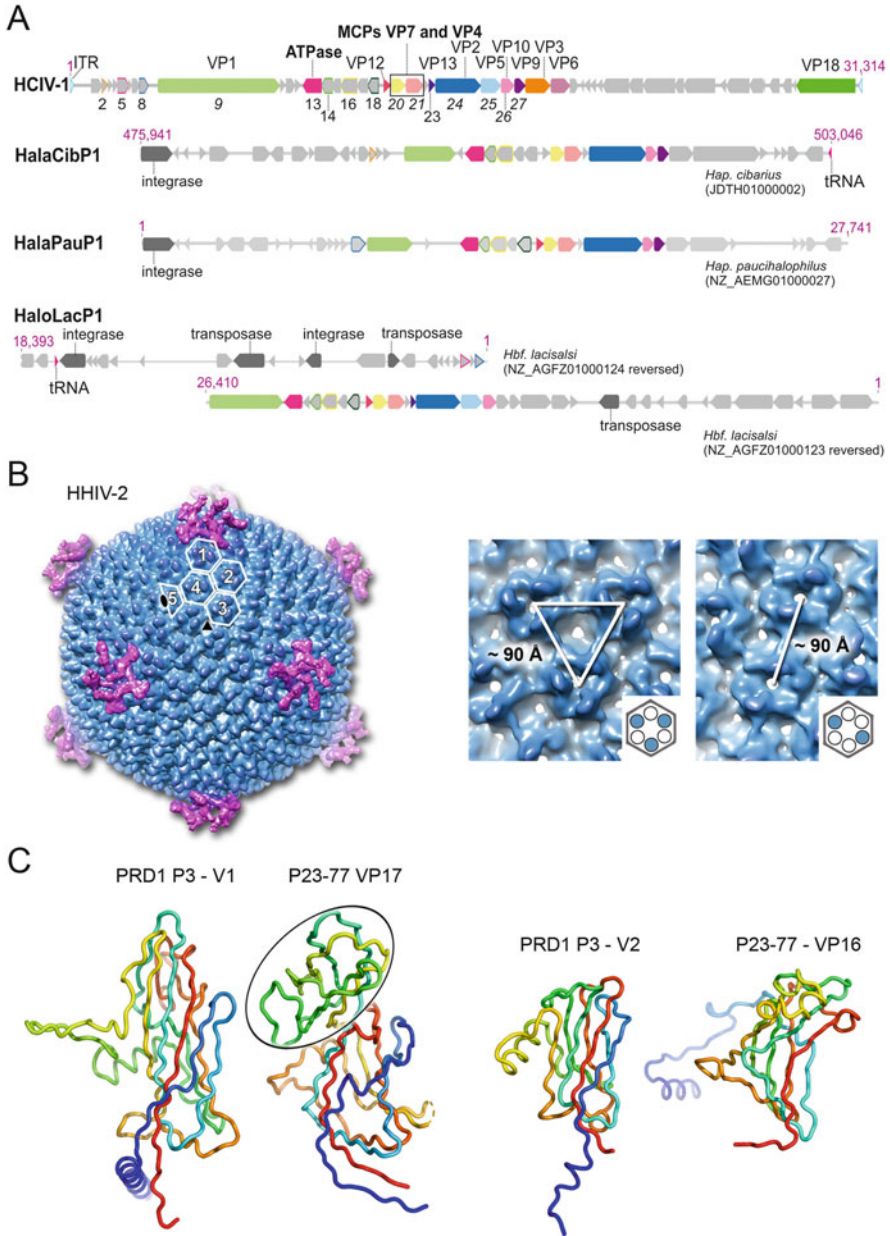 A
MCPs VP7 and VP4
VP2
ATPase
VP10
1 ITR
VP1
VP12
VP13
VP5
VP3
VP9
VP6
VP18
31,314
HCIV-1
2 5 8 9 13 14 16 18 20 21 23 24 25 26 27
475,941
503,046
HalaCibP1
integrase
Hap. cibarius
(JDTH01000002)
tRNA
1
27,741
HalaPauP1
integrase
Hap. paucihalophilus
(NZ_AEMG01000027)
HaloLacP1
18,393
integrase
transposase
integrase
transposase
1
tRNA
Hbf. lacisalsi
(NZ_AGFZ01000124 reversed)
26,410
1
transposase
Hbf. lacisalsi
(NZ_AGFZ01000123 reversed)
B
HHIV-2
1
2
3
4
5
~ 90 Å
~ 90 Å
C
PRD1 P3 - V1
P23-77 VP17
PRD1 P3 - V2
P23-77 - VP16